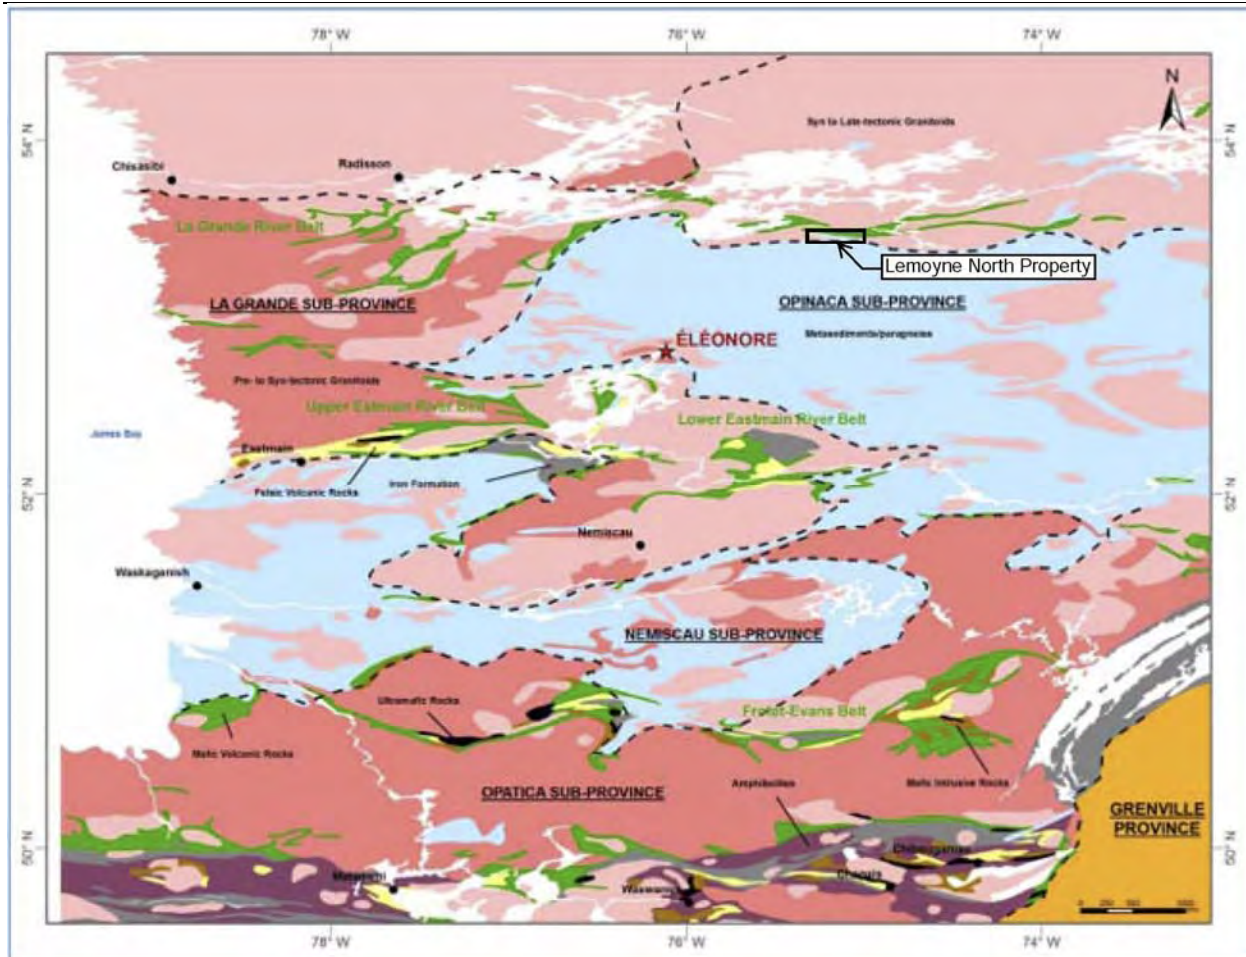 78° W 76° W 74° W
N
54° N 54° N
Syn to Late-tectonic Granitoids
Chisasibi
Radisson
La Grande River Belt
Lemoyne North Property
LA GRANDE SUB-PROVINCE
OPINACA SUB-PROVINCE
Metasediments/paragneiss
ÉLÉONORE
Pre- to Syn-tectonic Granitoids
Upper Eatmain River Belt
Lower Eastmain River Belt
James Bay
Eastmain
Felsic Volcanic Rocks
Iron Formation
52° N 52° N
Nemiscau
Waskaganish
NEMISCAU SUB-PROVINCE
Ultramafic Rocks
Frotet-Evans Belt
Mafic Volcanic Rocks
Mafic Intrusive Rocks
Amphibolites
OPATICA SUB-PROVINCE
GRENVILLE
PROVINCE
50° N 50° N
Chibougamau
Chapais
Matagami
Waswanipi
78° W 76° W 74° W